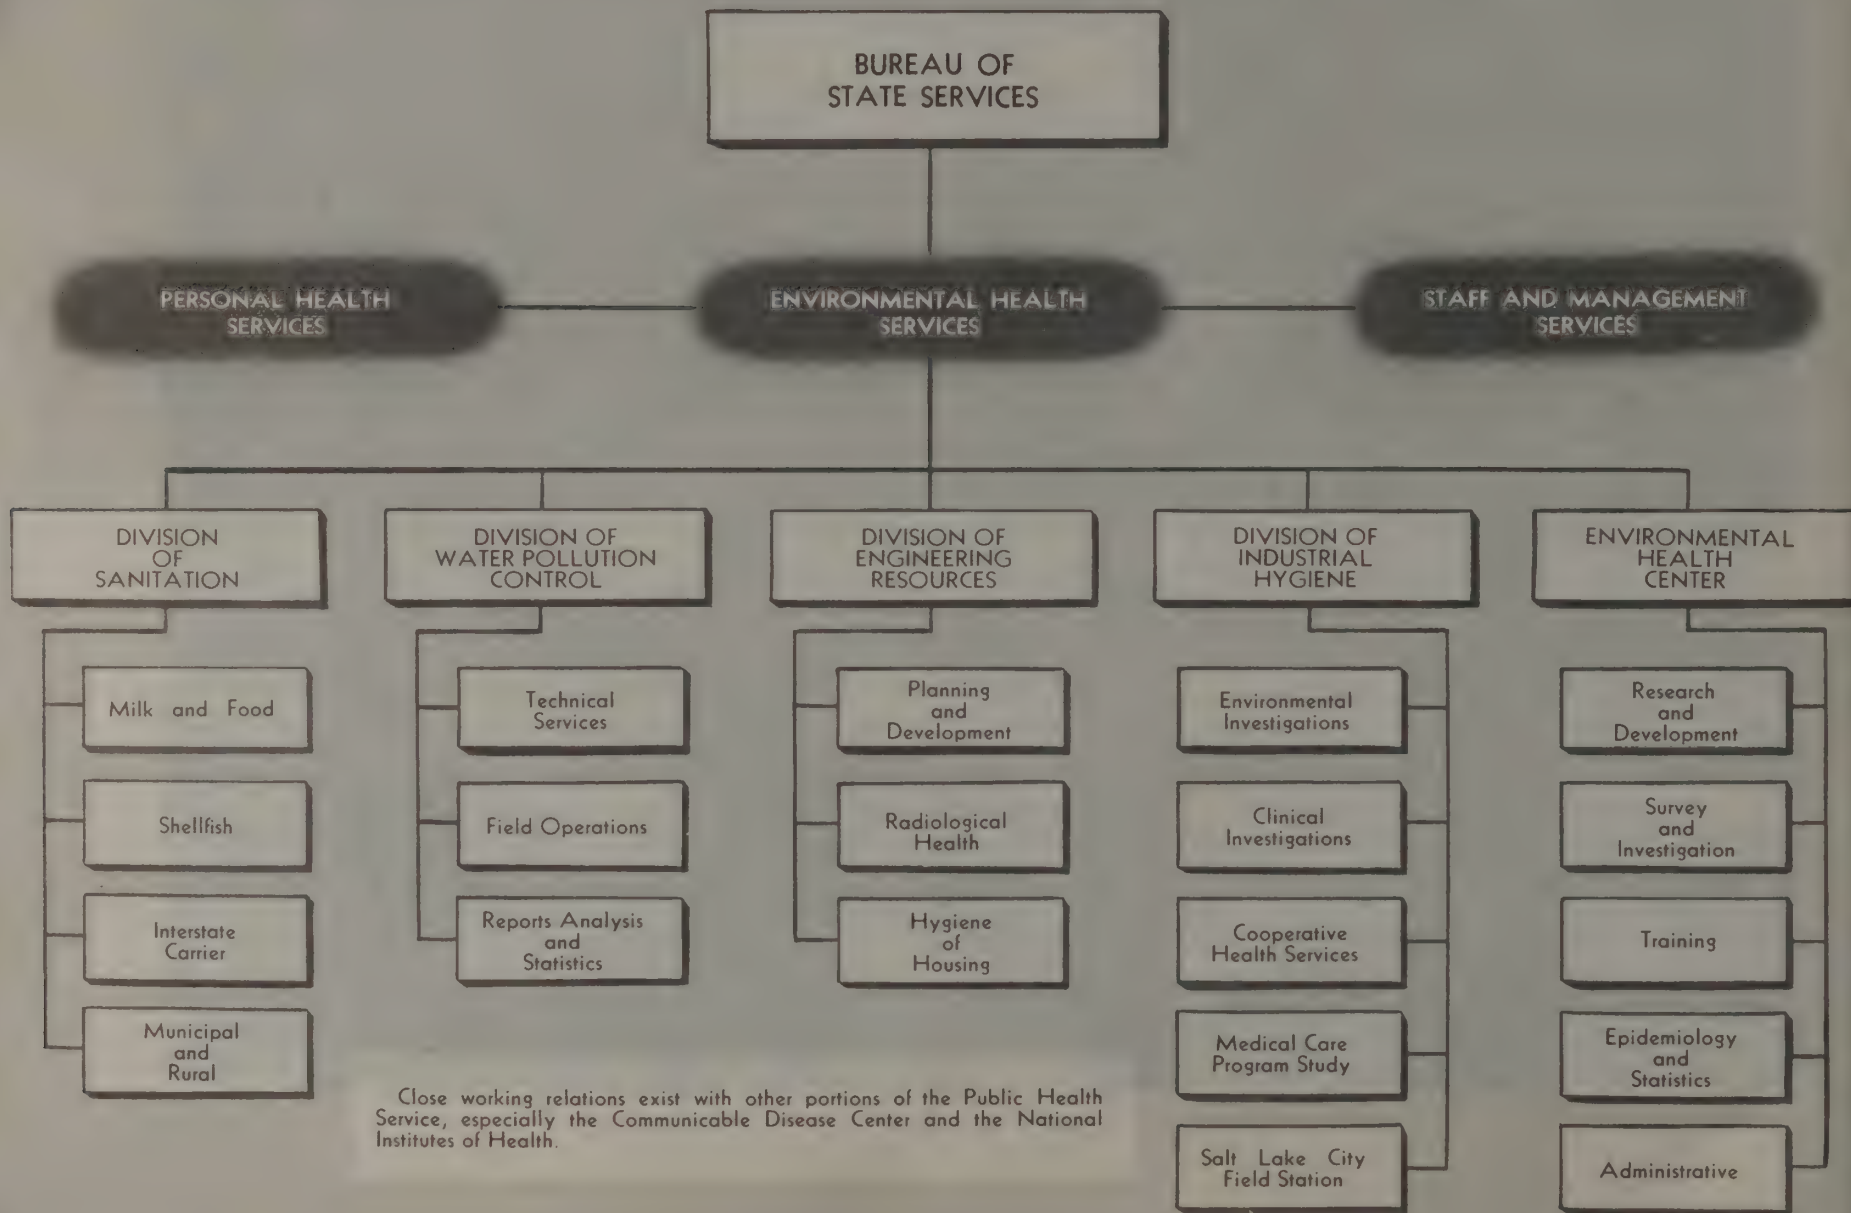 BUREAU OF
STATE SERVICES
PERSONAL HEALTH
SERVICES
ENVIRONMENTAL HEALTH
SERVICES
STAFF AND MANAGEMENT
SERVICES
DIVISION
OF
SANITATION
Milk and Food
Shellfish
Interstate
Carrier
Municipal
and
Rural
DIVISION OF
WATER POLLUTION
CONTROL
Technical
Services
Field Operations
Reports Analysis
and
Statistics
DIVISION OF
ENGINEERING
RESOURCES
Planning
and
Development
Radiological
Health
Hygiene
of
Housing
DIVISION OF
INDUSTRIAL
HYGIENE
Environmental
Investigations
Clinical
Investigations
Cooperative
Health Services
Medical Care
Program Study
Salt Lake City
Field Station
ENVIRONMENTAL
HEALTH
CENTER
Research
and
Development
Survey
and
Investigation
Training
Epidemiology
and
Statistics
Administrative
Close working relations exist with other portions of the Public Health
Service, especially the Communicable Disease Center and the National
Institutes of Health.